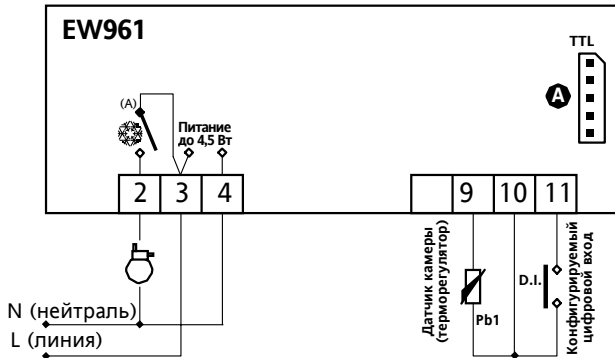 EW961
TTL
A
(A)
Питание
до 4,5 Вт
2 3 4
9 10 11
Датчик камеры
(терморегулятор)
Pb1
D.I.
Конфигурируемый
цифровой вход
N (нейтраль)
L (линия)